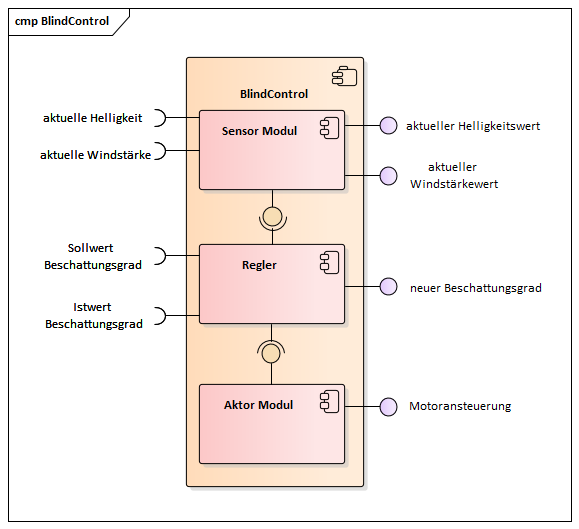 cmp BlindControl
BlindControl
aktuelle Helligkeit
Sensor Modul
aktueller Helligkeitswert
aktuelle Windstärke
aktueller
Windstärkewert
Sollwert
Beschattungsgrad
Regler
neuer Beschattungsgrad
Istwert
Beschattungsgrad
Aktor Modul
Motoransteuerung